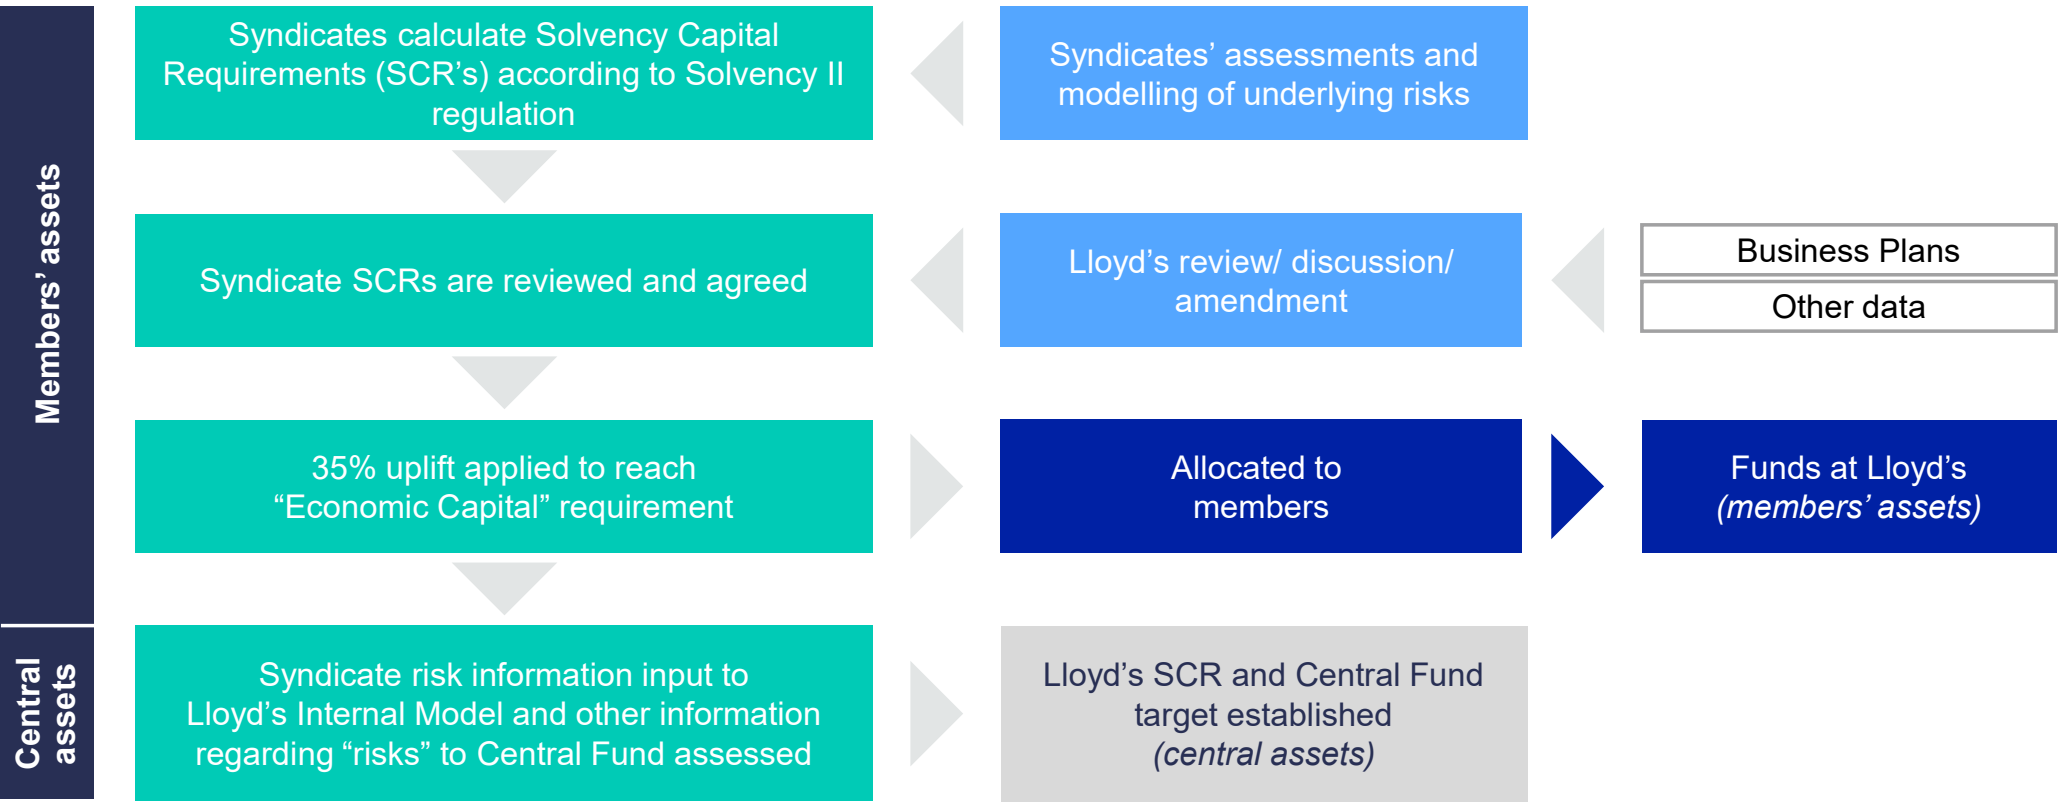 Members' assets
Syndicates calculate Solvency Capital
Requirements (SCR's) according to Solvency II
regulation
Syndicates' assessments and
modelling of underlying risks
Syndicate SCRs are reviewed and agreed
Lloyd's review/ discussion/
amendment
Business Plans
Other data
35% uplift applied to reach
“Economic Capital” requirement
Allocated to
members
Funds at Lloyd's
(members' assets)
Central
assets
Syndicate risk information input to
Lloyd's Internal Model and other information
regarding “risks” to Central Fund assessed
Lloyd's SCR and Central Fund
target established
(central assets)